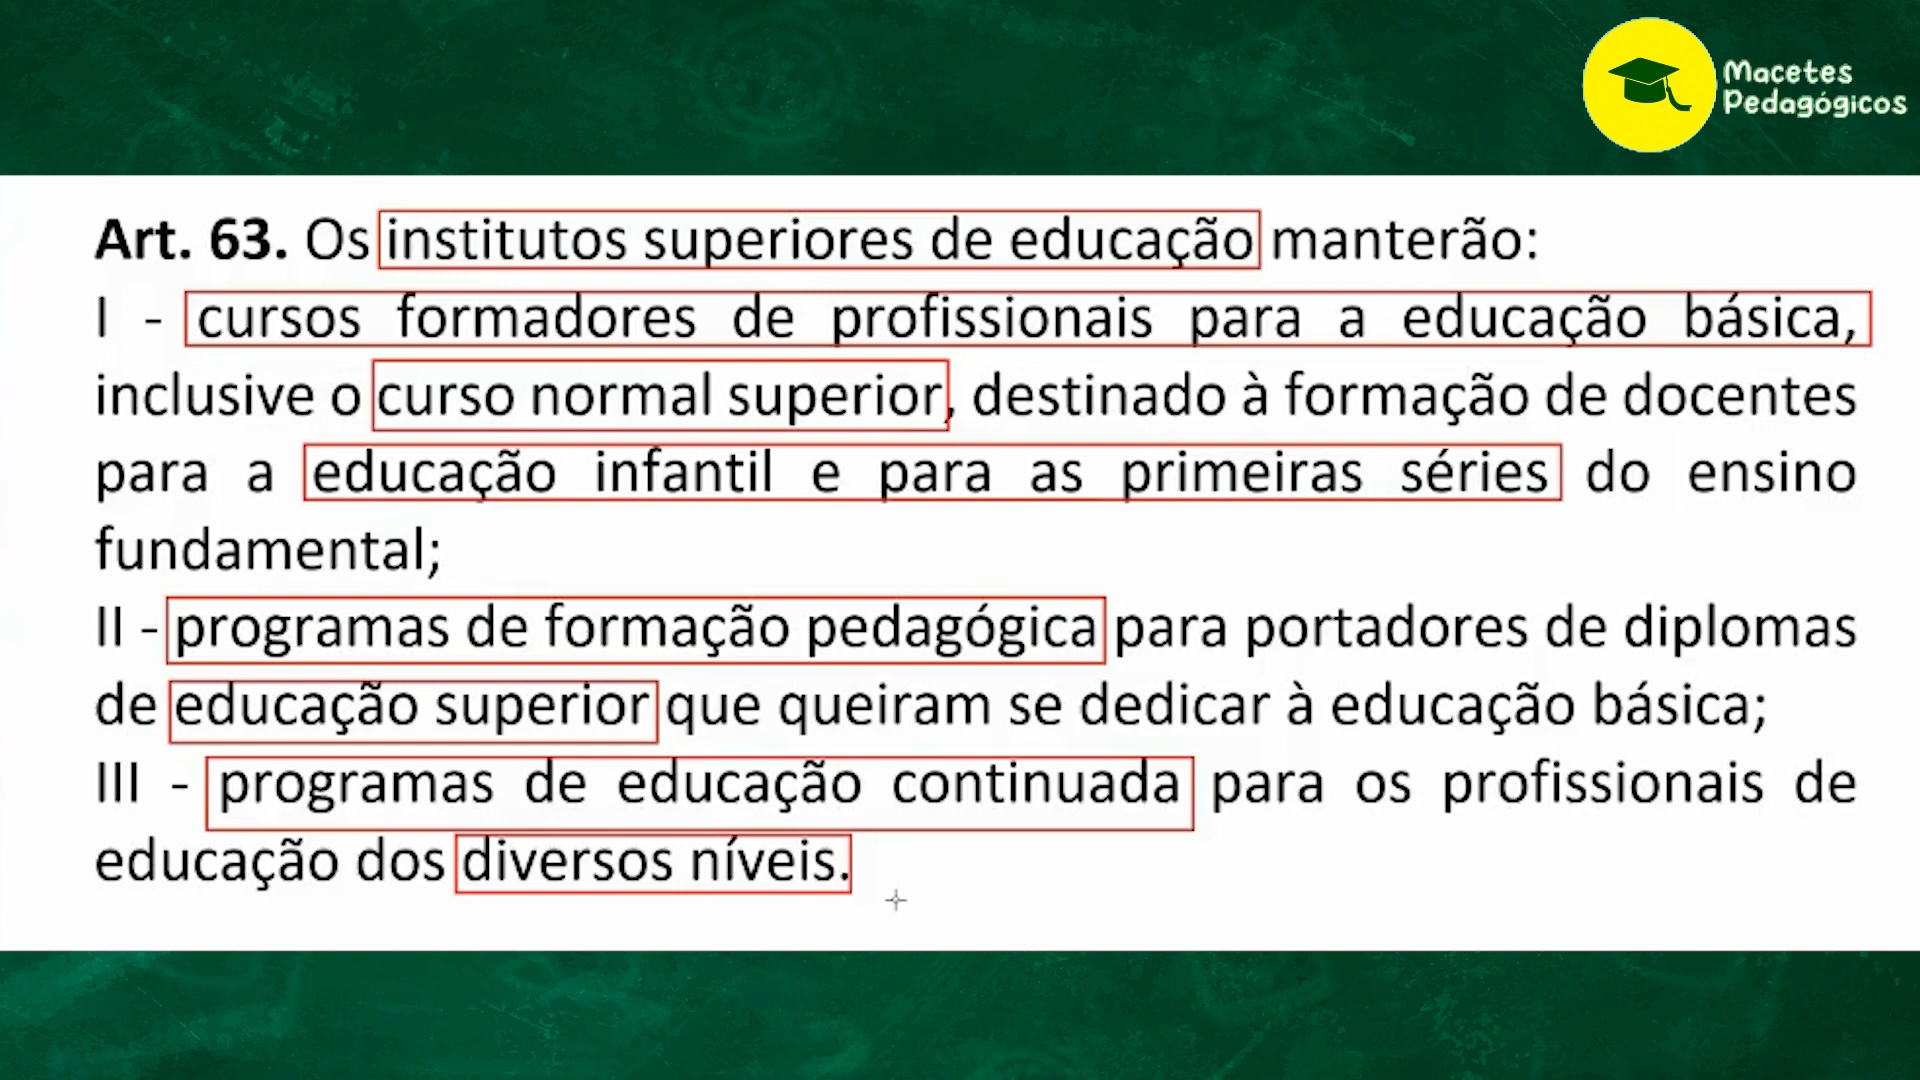 Macetes
Pedagógicos
Art. 63. Os institutos superiores de educação manterão:
I - cursos formadores de profissionais para a educação básica,
inclusive o curso normal superior, destinado à formação de docentes
para a educação infantil e para as primeiras séries do ensino
fundamental;
II - programas de formação pedagógica para portadores de diplomas
de educação superior que queiram se dedicar à educação básica;
III - programas de educação continuada para os profissionais de
educação dos diversos níveis.